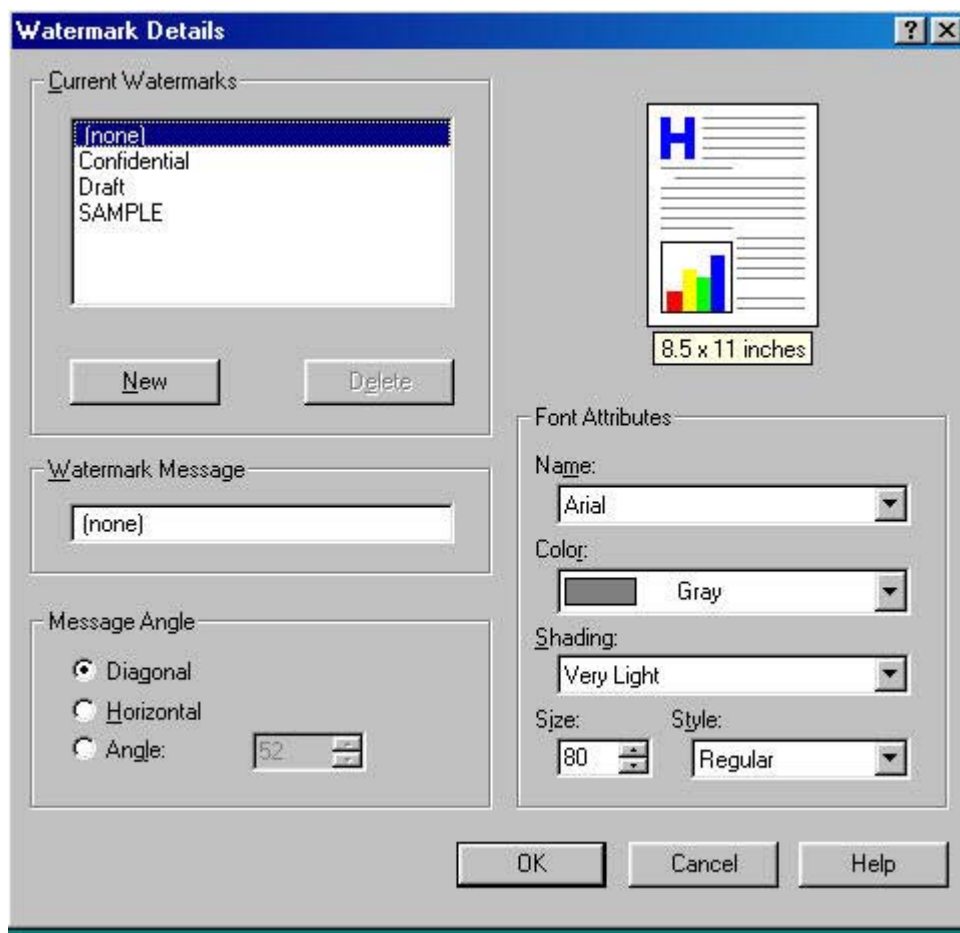 Watermark Details
Current Watermarks
(none)
Confidential
Draft
SAMPLE
New
Delete
H
8.5 x 11 inches
Watermark Message
(none)
Message Angle
Diagonal
Horizontal
Angle:
52
Font Attributes
Name:
Arial
Color:
Gray
Shading:
Very Light
Size: Style:
80 Regular
OK Cancel Help